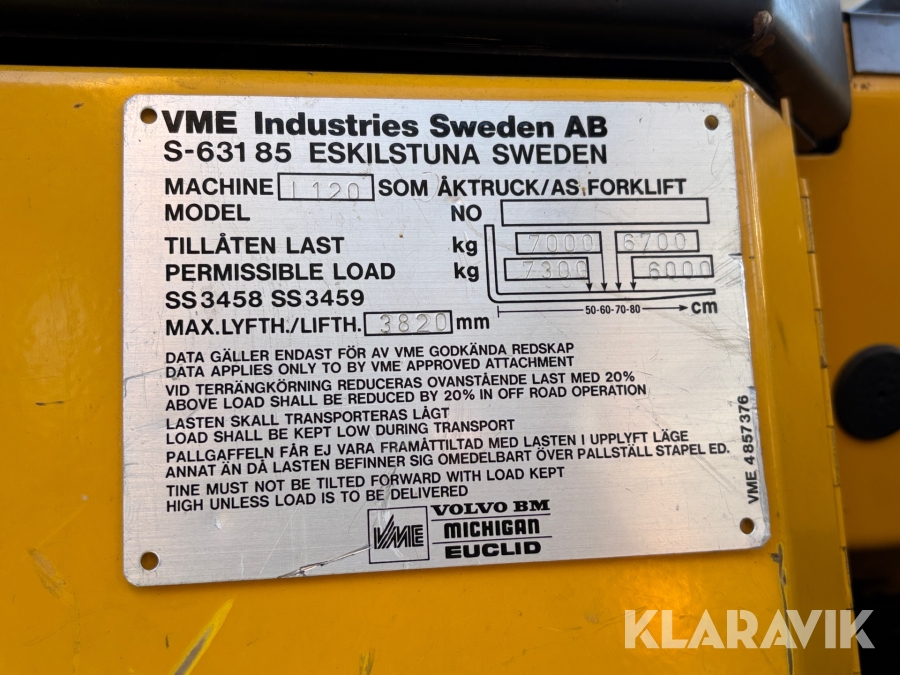 VME Industries Sweden AB
S-631 85 ESKILSTUNA SWEDEN
MACHINE L120 SOM ÅKTRUCK/AS FORKLIFT
MODEL NO
TILLÅTEN LAST kg 7000 6700
PERMISSIBLE LOAD kg 7300 6000
SS3458 SS3459
50-60-70-80 cm
MAX.LYFTH./LIFTH. 3820 mm
DATA GÄLLER ENDAST FÖR AV VME GODKÄNDA REDSKAP
DATA APPLIES ONLY TO BY VME APPROVED ATTACHMENT
VID TERRÄNGKÖRNING REDUCERAS OVANSTÅENDE LAST MED 20%
ABOVE LOAD SHALL BE REDUCED BY 20% IN OFF ROAD OPERATION
LASTEN SKALL TRANSPORTERAS LÅGT
LOAD SHALL BE KEPT LOW DURING TRANSPORT
PALLGAFFELN FÅR EJ VARA FRAMÅTTILTAD MED LASTEN I UPPLYFT LÄGE
ANNAT ÄN DÅ LASTEN BEFINNER SIG OMEDELBART ÖVER PALLSTÄLL STAPEL ED.
TINE MUST NOT BE TILTED FORWARD WITH LOAD KEPT
HIGH UNLESS LOAD IS TO BE DELIVERED
VME 4857376
VME
VOLVO BM
MICHIGAN
EUCLID
KLARAVIK